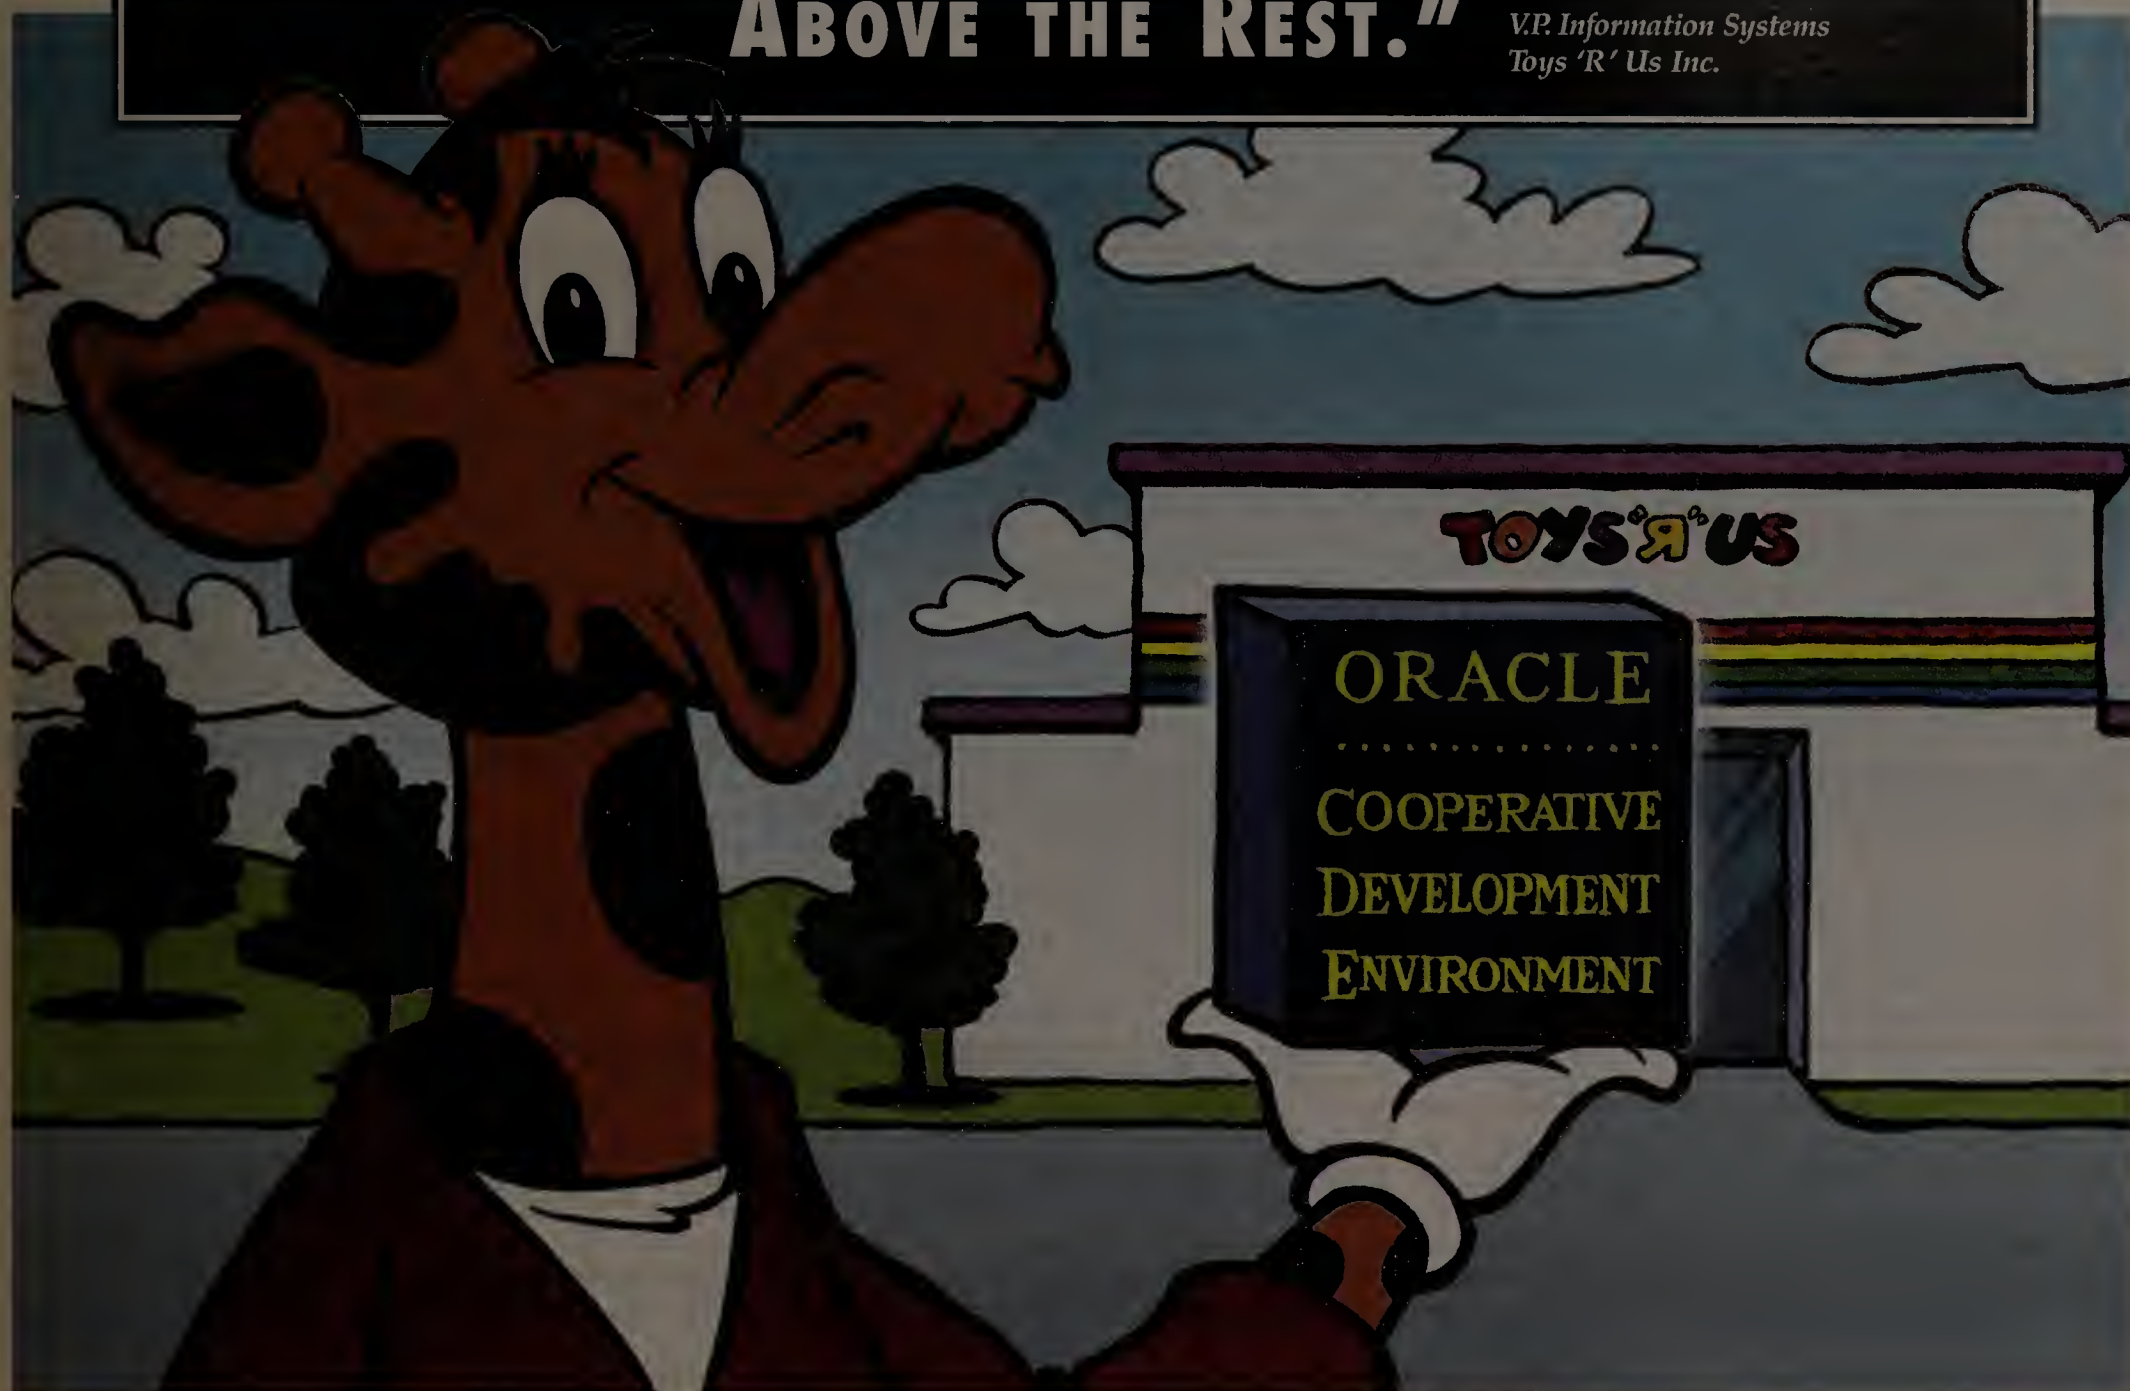 ABOVE THE REST."
V.P. Information Systems
Toys 'R' Us Inc.
TOYS "Я" US
ORACLE
COOPERATIVE
DEVELOPMENT
ENVIRONMENT